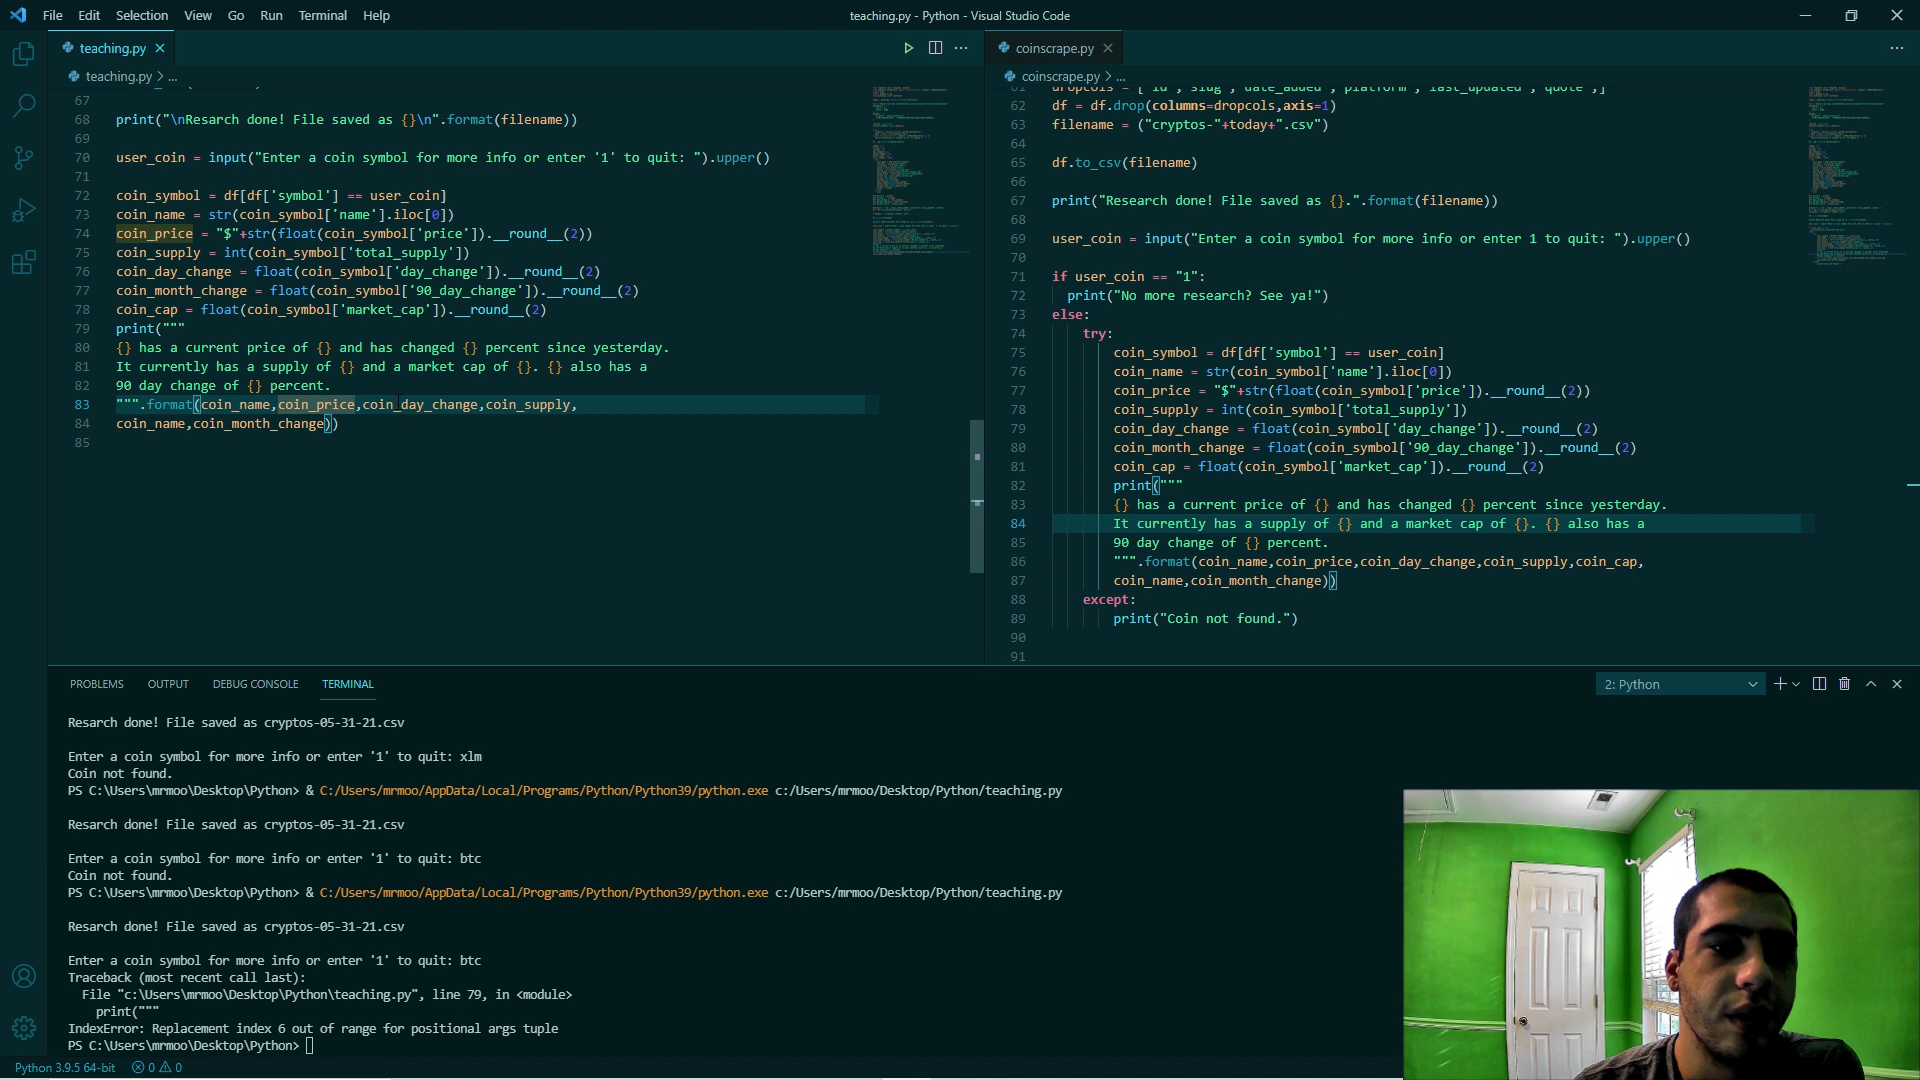 File Edit Selection View Go Run Terminal Help
teaching.py - Python - Visual Studio Code
teaching.py
teaching.py > ...
67
68 print("\nResarch done! File saved as {}\n".format(filename))
69
70 user_coin = input("Enter a coin symbol for more info or enter '1' to quit: ").upper()
71
72 coin_symbol = df[df['symbol'] == user_coin]
73 coin_name = str(coin_symbol['name'].iloc[0])
74 coin_price = "$"+str(float(coin_symbol['price']).__round__(2))
75 coin_supply = int(coin_symbol['total_supply'])
76 coin_day_change = float(coin_symbol['day_change']).__round__(2)
77 coin_month_change = float(coin_symbol['90_day_change']).__round__(2)
78 coin_cap = float(coin_symbol['market_cap']).__round__(2)
79 print("""
80 {} has a current price of {} and has changed {} percent since yesterday.
81 It currently has a supply of {} and a market cap of {}. {} also has a
82 90 day change of {} percent.
83 """.format(coin_name,coin_price,coin_day_change,coin_supply,
84 coin_name,coin_month_change))
85
coinscrape.py
coinscrape.py > ...
61 dropcols = ['id','slug','date_added','platform','last_updated','quote',]
62 df = df.drop(columns=dropcols,axis=1)
63 filename = ("cryptos-"+today+".csv")
64
65 df.to_csv(filename)
66
67 print("Research done! File saved as {}.".format(filename))
68
69 user_coin = input("Enter a coin symbol for more info or enter 1 to quit: ").upper()
70
71 if user_coin == "1":
72 print("No more research? See ya!")
73 else:
74 try:
75 coin_symbol = df[df['symbol'] == user_coin]
76 coin_name = str(coin_symbol['name'].iloc[0])
77 coin_price = "$"+str(float(coin_symbol['price']).__round__(2))
78 coin_supply = int(coin_symbol['total_supply'])
79 coin_day_change = float(coin_symbol['day_change']).__round__(2)
80 coin_month_change = float(coin_symbol['90_day_change']).__round__(2)
81 coin_cap = float(coin_symbol['market_cap']).__round__(2)
82 print("""
83 {} has a current price of {} and has changed {} percent since yesterday.
84 It currently has a supply of {} and a market cap of {}. {} also has a
85 90 day change of {} percent.
86 """.format(coin_name,coin_price,coin_day_change,coin_supply,coin_cap,
87 coin_name,coin_month_change))
88 except:
89 print("Coin not found.")
90
91
PROBLEMS OUTPUT DEBUG CONSOLE TERMINAL
2: Python
Resarch done! File saved as cryptos-05-31-21.csv
Enter a coin symbol for more info or enter '1' to quit: xlm
Coin not found.
PS C:\Users\mrmoo\Desktop\Python> & C:/Users/mrmoo/AppData/Local/Programs/Python/Python39/python.exe c:/Users/mrmoo/Desktop/Python/teaching.py
Resarch done! File saved as cryptos-05-31-21.csv
Enter a coin symbol for more info or enter '1' to quit: btc
Coin not found.
PS C:\Users\mrmoo\Desktop\Python> & C:/Users/mrmoo/AppData/Local/Programs/Python/Python39/python.exe c:/Users/mrmoo/Desktop/Python/teaching.py
Resarch done! File saved as cryptos-05-31-21.csv
Enter a coin symbol for more info or enter '1' to quit: btc
Traceback (most recent call last):
File "c:\Users\mrmoo\Desktop\Python\teaching.py", line 79, in <module>
print("""
IndexError: Replacement index 6 out of range for positional args tuple
PS C:\Users\mrmoo\Desktop\Python>
Python 3.9.5 64-bit 0 0